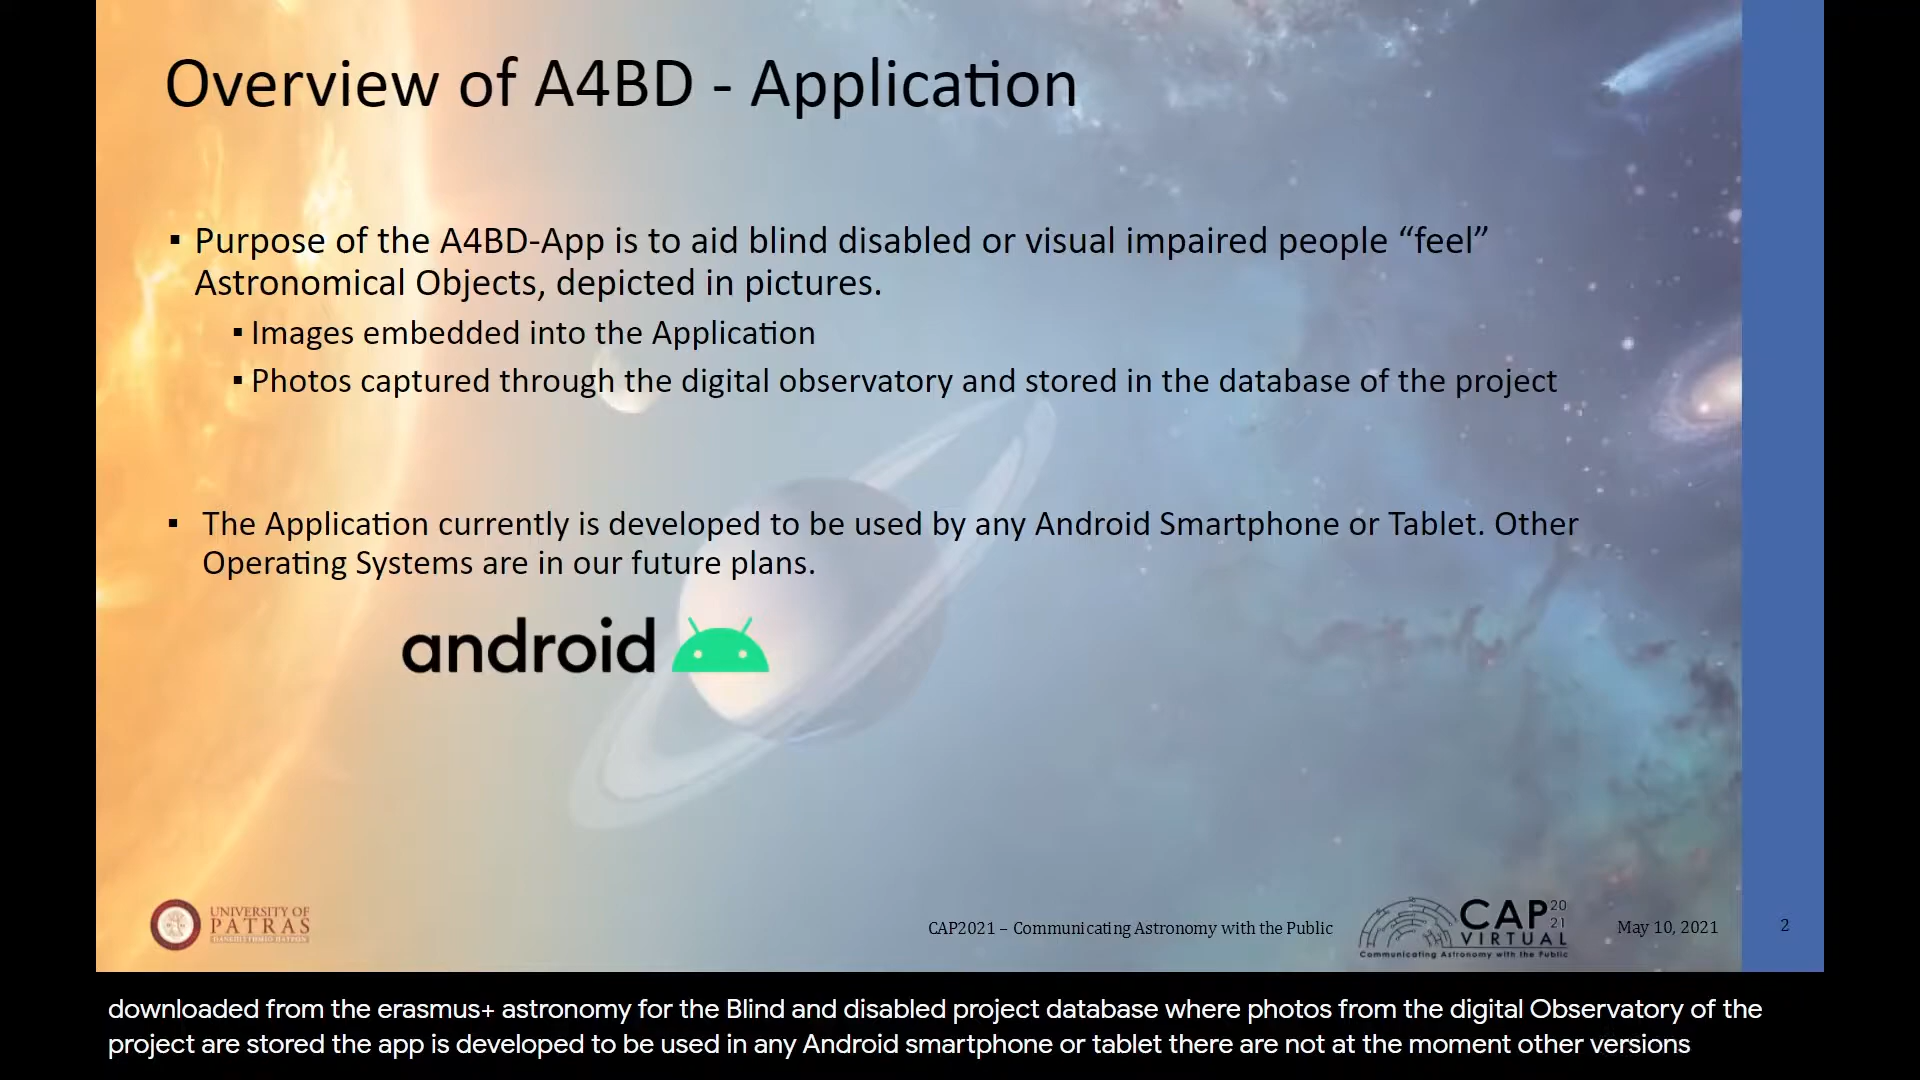 Overview of A4BD - Application
▪ Purpose of the A4BD-App is to aid blind disabled or visual impaired people “feel”
Astronomical Objects, depicted in pictures.
▪ Images embedded into the Application
▪ Photos captured through the digital observatory and stored in the database of the project
▪ The Application currently is developed to be used by any Android Smartphone or Tablet. Other
Operating Systems are in our future plans.
android
UNIVERSITY OF
PATRAS
CAP2021 – Communicating Astronomy with the Public
CAP 20
21
VIRTUAL
Communicating Astronomy with the Public
May 10, 2021
2
downloaded from the erasmus+ astronomy for the Blind and disabled project database where photos from the digital Observatory of the
project are stored the app is developed to be used in any Android smartphone or tablet there are not at the moment other versions